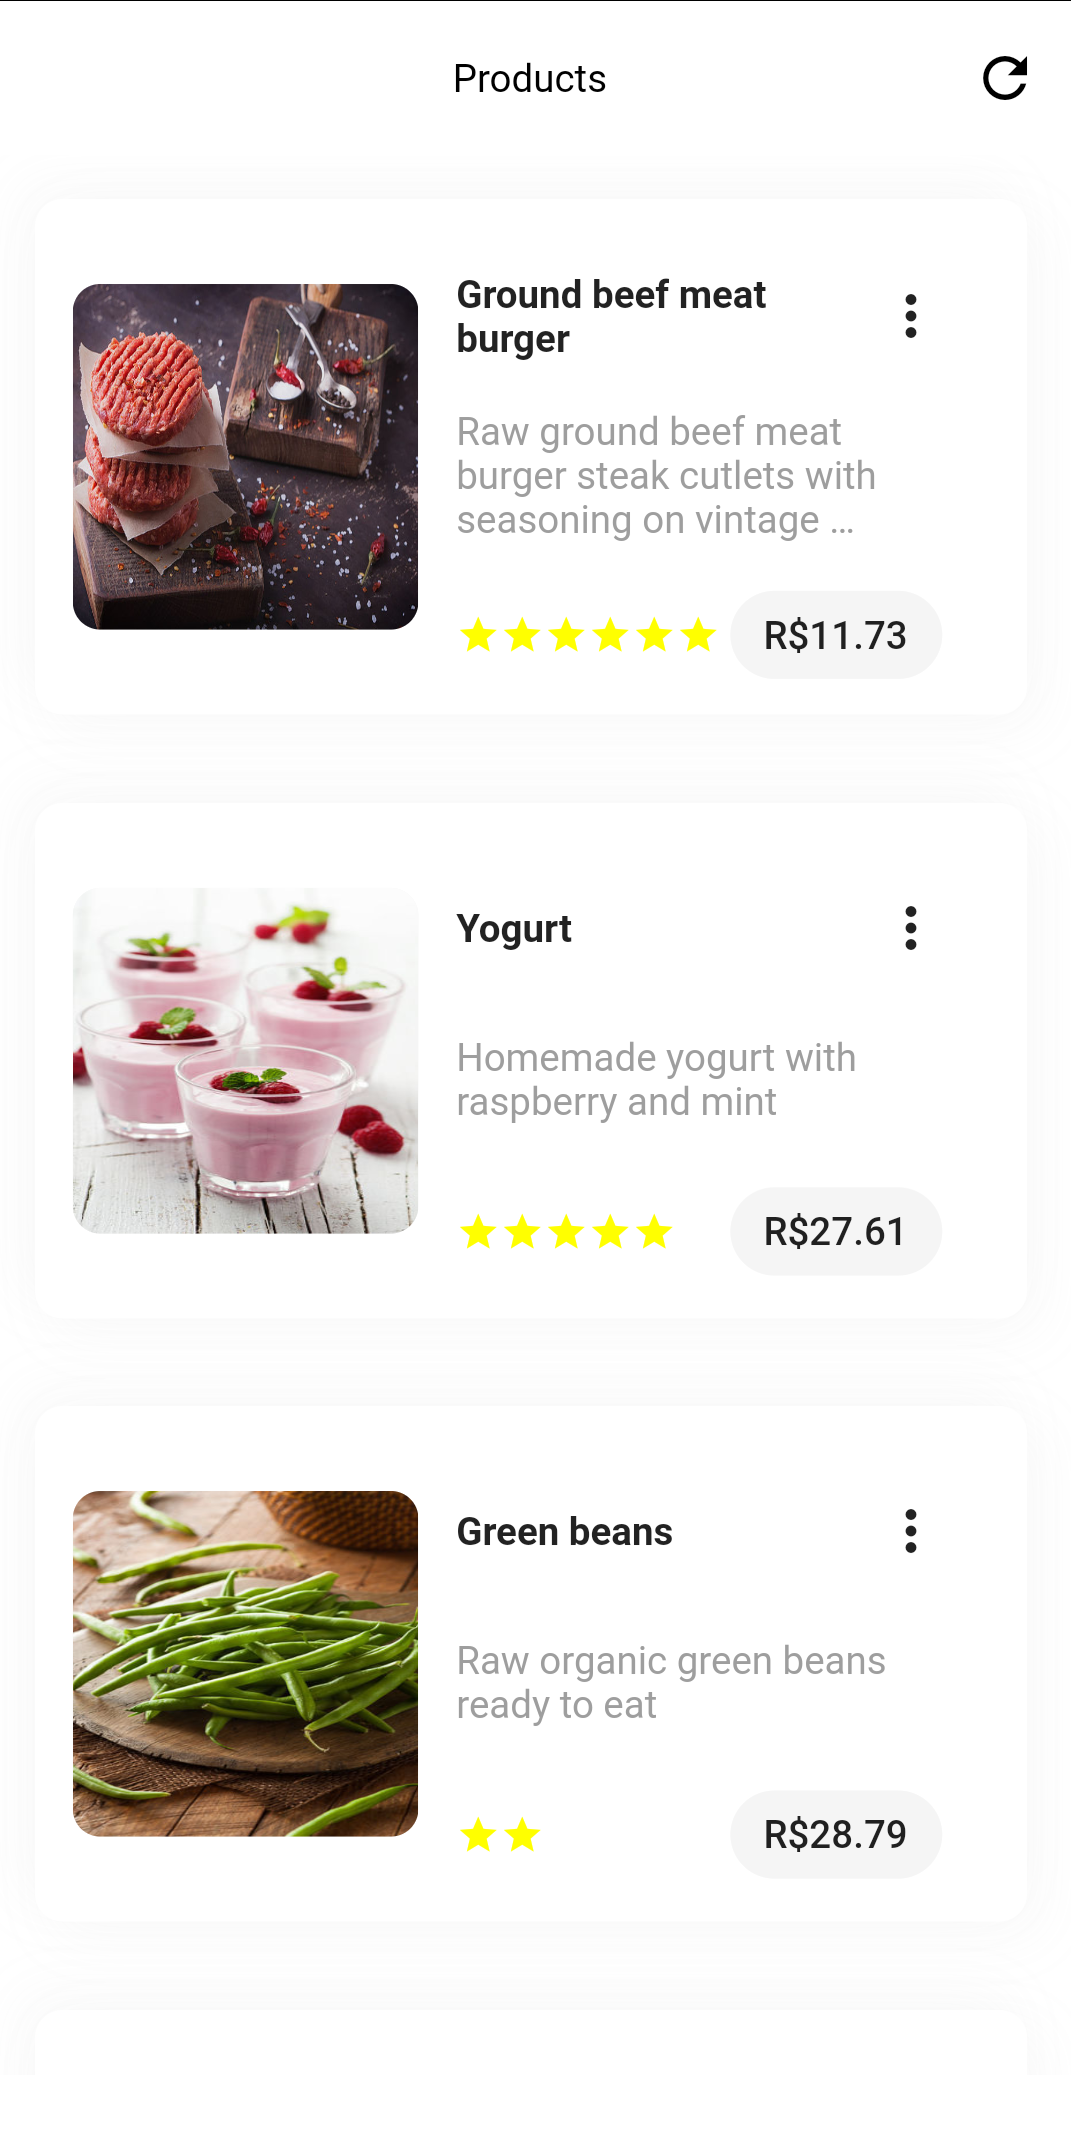 Products
Ground beef meat
burger
Raw ground beef meat
burger steak cutlets with
seasoning on vintage ...
R$11.73
Yogurt
Homemade yogurt with
raspberry and mint
R$27.61
Green beans
Raw organic green beans
ready to eat
R$28.79